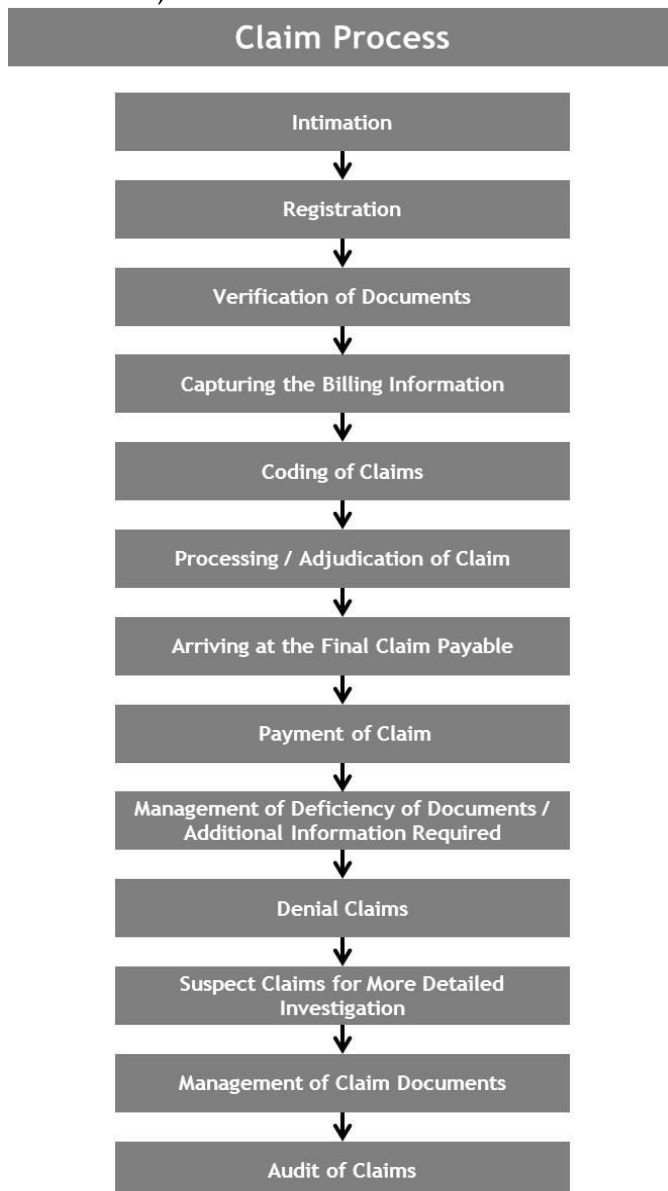 Claim Process
Intimation
Registration
Verification of Documents
Capturing the Billing Information
Coding of Claims
Processing / Adjudication of Claim
Arriving at the Final Claim Payable
Payment of Claim
Management of Deficiency of Documents /
Additional Information Required
Denial Claims
Suspect Claims for More Detailed
Investigation
Management of Claim Documents
Audit of Claims